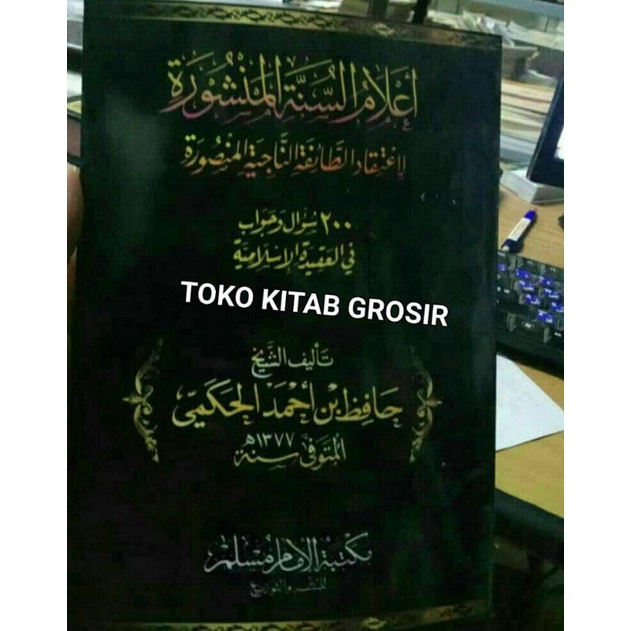 أعلام السنة المنشورة
لاعتقاد الطائفة الناجية المنصورة
٢٠٠ سؤال وجواب
في العقيدة الإسلامية
TOKO KITAB GROSIR
تأليف الشيخ
حافظ بن أحمد الحكمي
المتوفى سنة ١٣٧٧هـ
مكتبة الإمام مسلم
للنشر والتوزيع